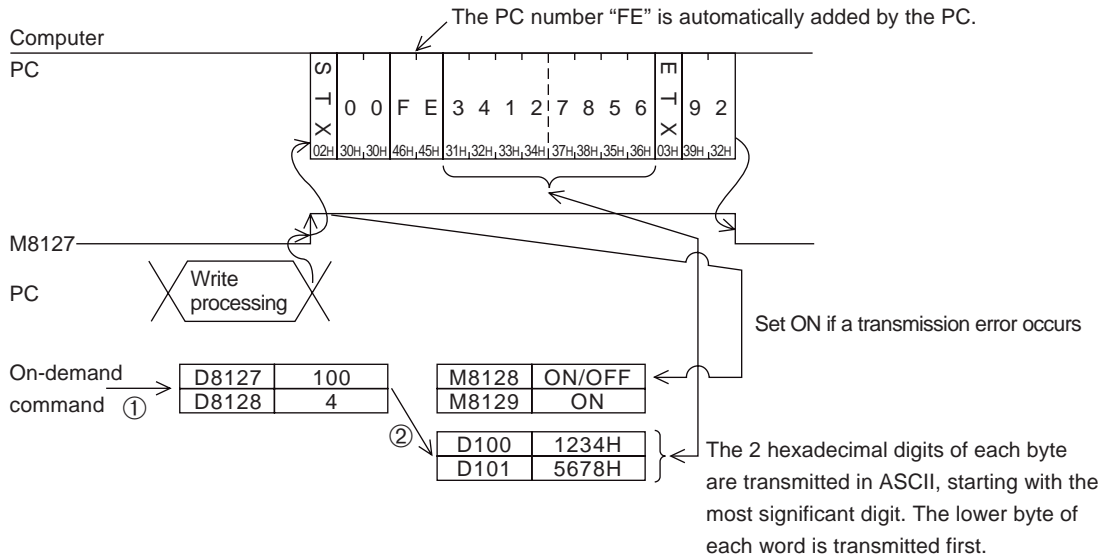 The PC number “FE” is automatically added by the PC.
Computer
PC
STX 0 0 F E 3 4 1 2 7 8 5 6 ETX 9 2
02H 30H,30H 46H,45H 31H,32H,33H,34H 37H,38H,35H,36H 03H 39H,32H
M8127
PC
Write
processing
Set ON if a transmission error occurs
On-demand
command ①
D8127 100
D8128 4
M8128 ON/OFF
M8129 ON
②
D100 1234H
D101 5678H
The 2 hexadecimal digits of each byte
are transmitted in ASCII, starting with the
most significant digit. The lower byte of
each word is transmitted first.